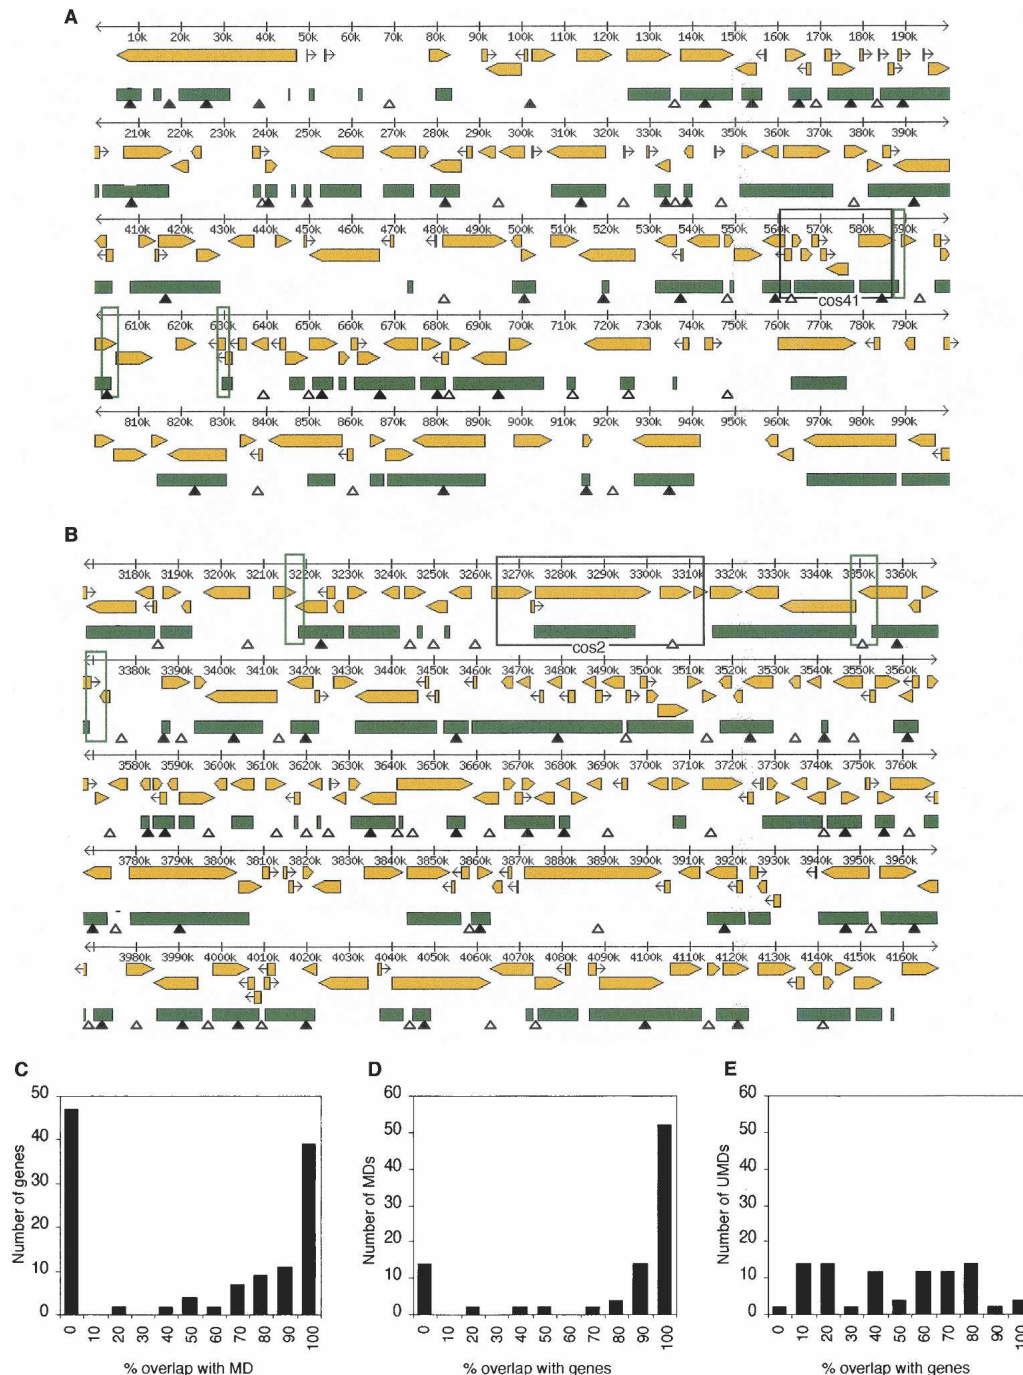 A
10k 20k 30k 40k 50k 60k 70k 80k 90k 100k 110k 120k 130k 140k 150k 160k 170k 180k 190k
210k 220k 230k 240k 250k 260k 270k 280k 290k 300k 310k 320k 330k 340k 350k 360k 370k 380k 390k
410k 420k 430k 440k 450k 460k 470k 480k 490k 500k 510k 520k 530k 540k 550k 560k 570k 580k 590k
cos41
610k 620k 630k 640k 650k 660k 670k 680k 690k 700k 710k 720k 730k 740k 750k 760k 770k 780k 790k
810k 820k 830k 840k 850k 860k 870k 880k 890k 900k 910k 920k 930k 940k 950k 960k 970k 980k 990k
B
3180k 3190k 3200k 3210k 3220k 3230k 3240k 3250k 3260k 3270k 3280k 3290k 3300k 3310k 3320k 3330k 3340k 3350k 3360k
cos2
3380k 3390k 3400k 3410k 3420k 3430k 3440k 3450k 3460k 3470k 3480k 3490k 3500k 3510k 3520k 3530k 3540k 3550k 3560k
3580k 3590k 3600k 3610k 3620k 3630k 3640k 3650k 3660k 3670k 3680k 3690k 3700k 3710k 3720k 3730k 3740k 3750k 3760k
3780k 3790k 3800k 3810k 3820k 3830k 3840k 3850k 3860k 3870k 3880k 3890k 3900k 3910k 3920k 3930k 3940k 3950k 3960k
3980k 3990k 4000k 4010k 4020k 4030k 4040k 4050k 4060k 4070k 4080k 4090k 4100k 4110k 4120k 4130k 4140k 4150k 4160k
C
Number of genes
50
40
30
20
10
0
0 10 20 30 40 50 60 70 80 90 100
% overlap with MD
D
Number of MDs
60
50
40
30
20
10
0
0 10 20 30 40 50 60 70 80 90 100
% overlap with genes
E
Number of UMDs
60
50
40
30
20
10
0
0 10 20 30 40 50 60 70 80 90 100
% overlap with genes